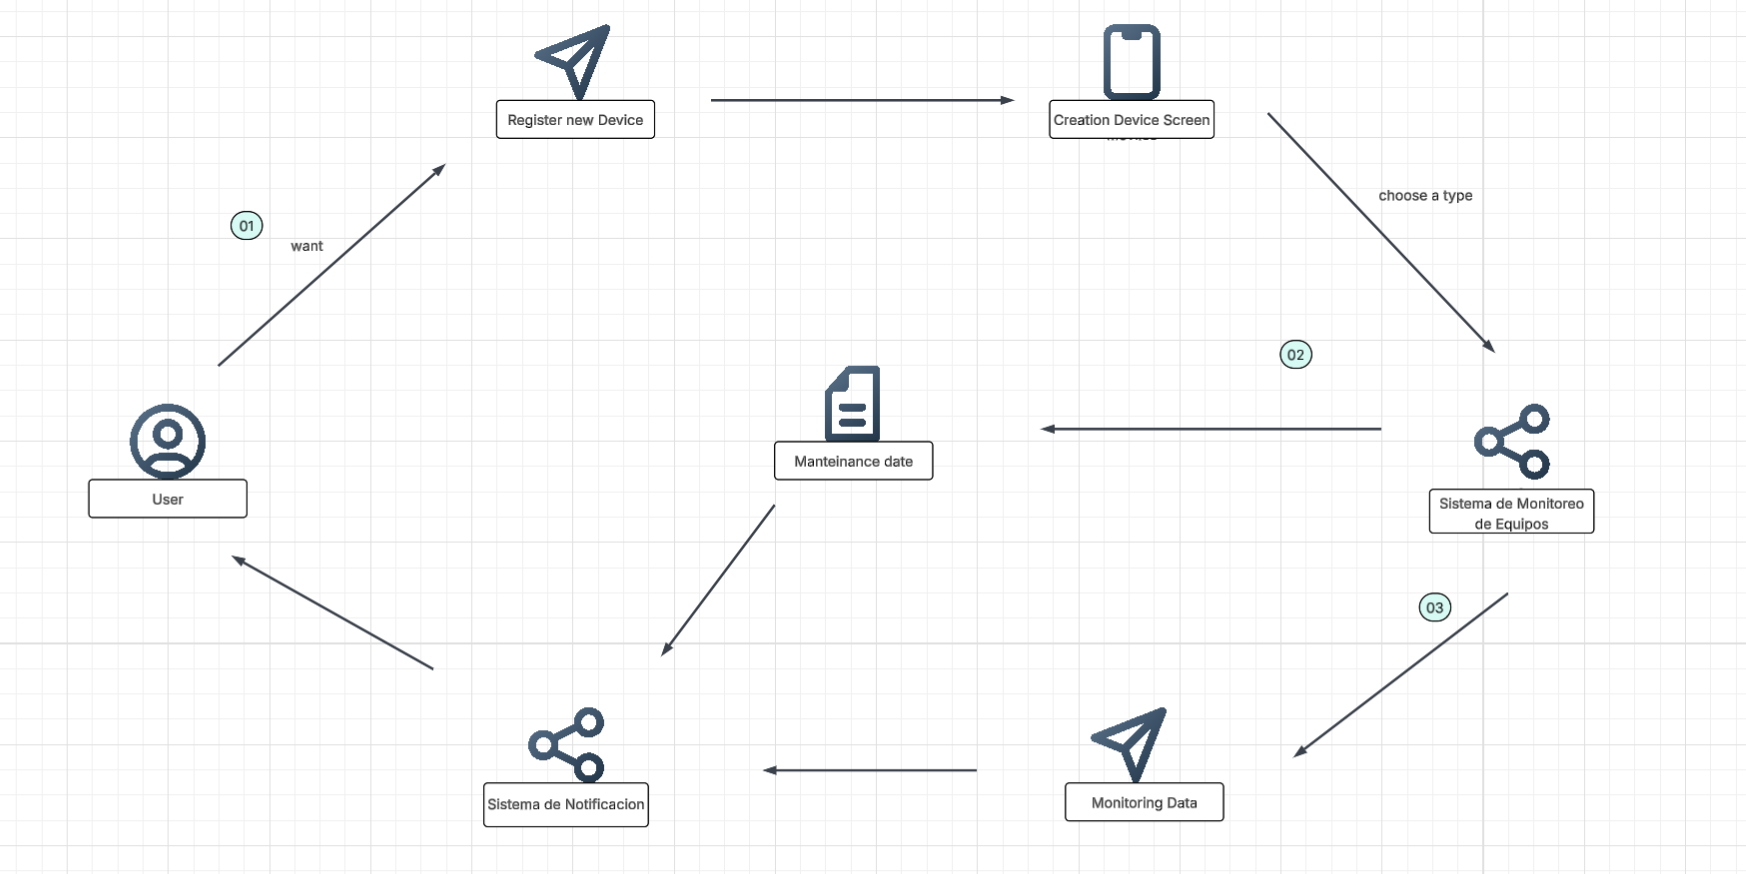 Register new Device
Creation Device Screen
choose a type
01
want
02
Manteinance date
User
Sistema de Monitoreo
de Equipos
03
Sistema de Notificacion
Monitoring Data